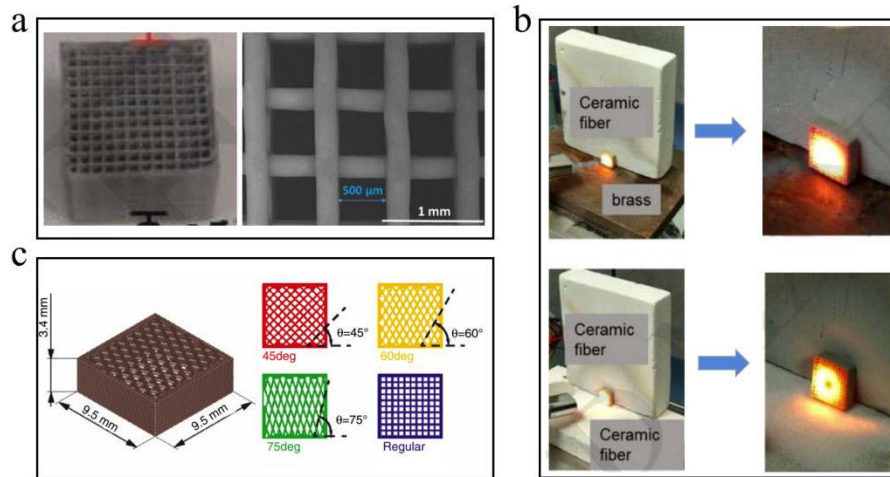 a
500 µm
1 mm
b
Ceramic
fiber
brass
Ceramic
fiber
Ceramic
fiber
c
3.4 mm
9.5 mm
9.5 mm
θ=45°
45deg
θ=60°
60deg
θ=75°
75deg
Regular